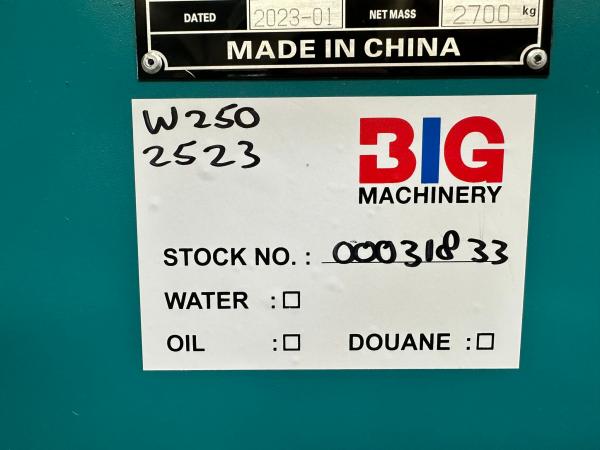 DATED 2023-01 NET MASS 2700 kg
MADE IN CHINA
W250
2523
BIG
MACHINERY
STOCK NO. : 00031833
WATER : ☐
OIL : ☐ DOUANE : ☐